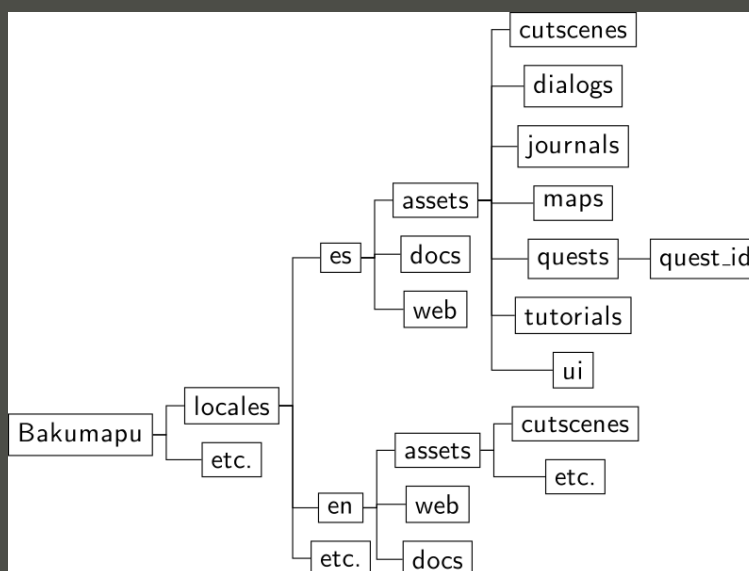 cutscenes
dialogs
journals
assets
maps
es
docs
quests
quest_id
web
tutorials
ui
locales
Bakumapu
cutscenes
assets
etc.
etc.
en
web
etc.
docs